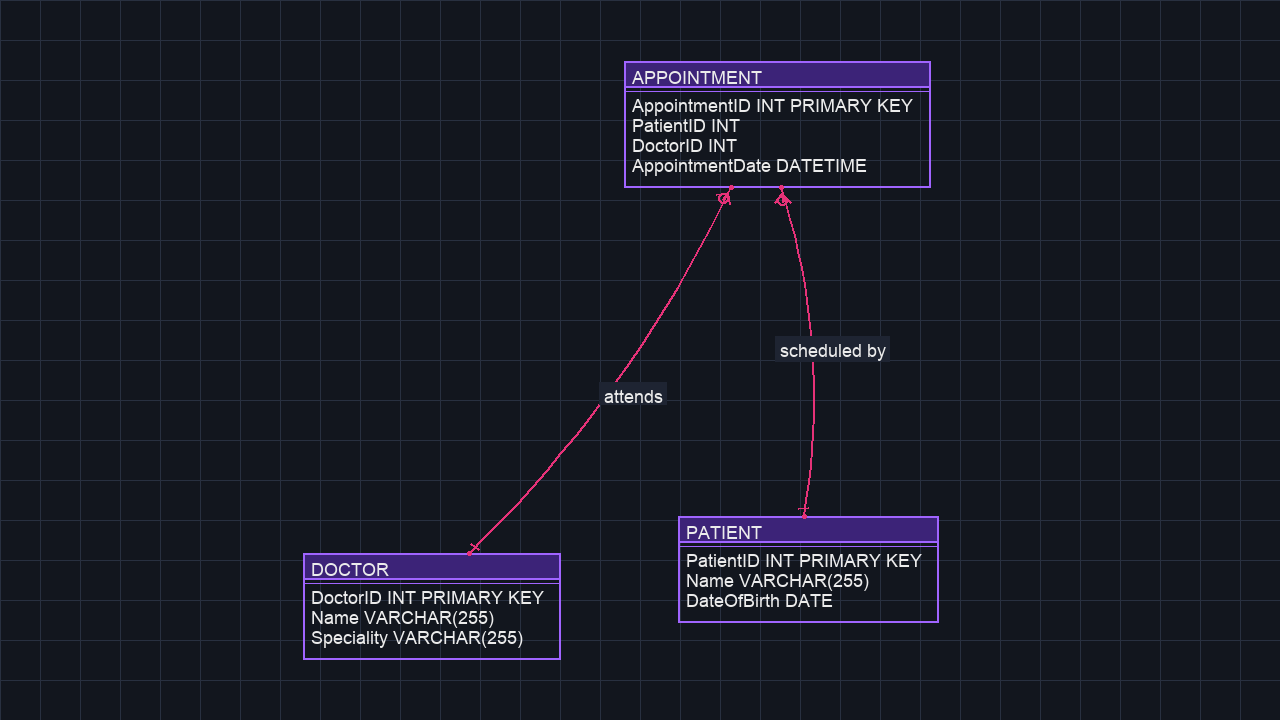 APPOINTMENT
AppointmentID INT PRIMARY KEY
PatientID INT
DoctorID INT
AppointmentDate DATETIME
scheduled by
attends
PATIENT
PatientID INT PRIMARY KEY
Name VARCHAR(255)
DateOfBirth DATE
DOCTOR
DoctorID INT PRIMARY KEY
Name VARCHAR(255)
Speciality VARCHAR(255)